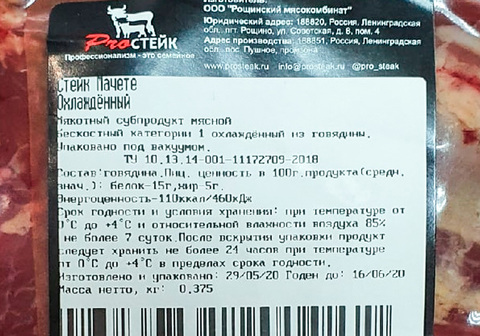 Изготовитель:
ООО "Рощинский мясокомбинат"
Юридический адрес: 188820, Россия, Ленинградская
обл., пгт Рощино, ул. Советская, д. 8, пом. 4
Адрес производства: 188851, Россия, Ленинградская
обл., пос. Пушное, промзона
www.prosteak.ru info@prosteak.ru @pro_steak
Pro СТЕЙК
Профессионализм - это семейное
Стейк Мачете
Охлаждённый
Мякотный субпродукт мясной
Бескостный категории 1 охлаждённый из говядины.
Упаковано под вакуумом.
ТУ 10.13.14-001-11172709-2018
Состав:говядина.Пищ. ценность в 100г.продукта(средн.
знач.): белок-15г,жир-5г.
Энергоценность-110ккал/460кДж
Срок годности и условия хранения: при температуре от
0°C до +4°C и относительной влажности воздуха 85%
не более 7 суток.После вскрытия упаковки продукт
следует хранить не более 24 часов при температуре
от 0°C до +4°C в пределах срока годности.
Изготовлено и упаковано: 29/05/20 Годен до: 16/06/20
Масса нетто, кг: 0,375